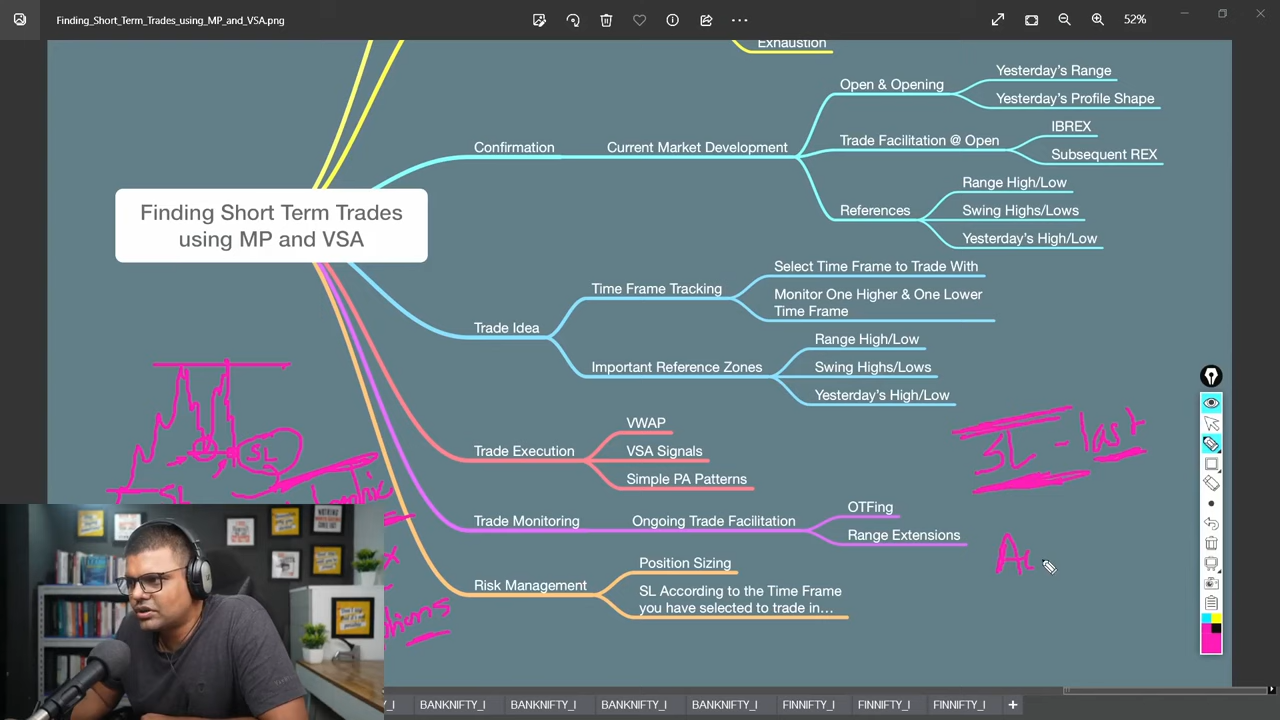 Finding_Short_Term_Trades_using_MP_and_VSA.png
52%
Exhaustion
Open & Opening
Yesterday's Range
Yesterday's Profile Shape
Confirmation
Current Market Development
Trade Facilitation @ Open
IBREX
Subsequent REX
References
Range High/Low
Swing Highs/Lows
Yesterday's High/Low
Finding Short Term Trades
using MP and VSA
Trade Idea
Time Frame Tracking
Select Time Frame to Trade With
Monitor One Higher & One Lower
Time Frame
Important Reference Zones
Range High/Low
Swing Highs/Lows
Yesterday's High/Low
Trade Execution
VWAP
VSA Signals
Simple PA Patterns
Trade Monitoring
Ongoing Trade Facilitation
OTFing
Range Extensions
Risk Management
Position Sizing
SL According to the Time Frame
you have selected to trade in...
SL
SL
SL - last
BANKNIFTY_I
BANKNIFTY_I
BANKNIFTY_I
BANKNIFTY_I
FINNIFTY_I
FINNIFTY_I
FINNIFTY_I